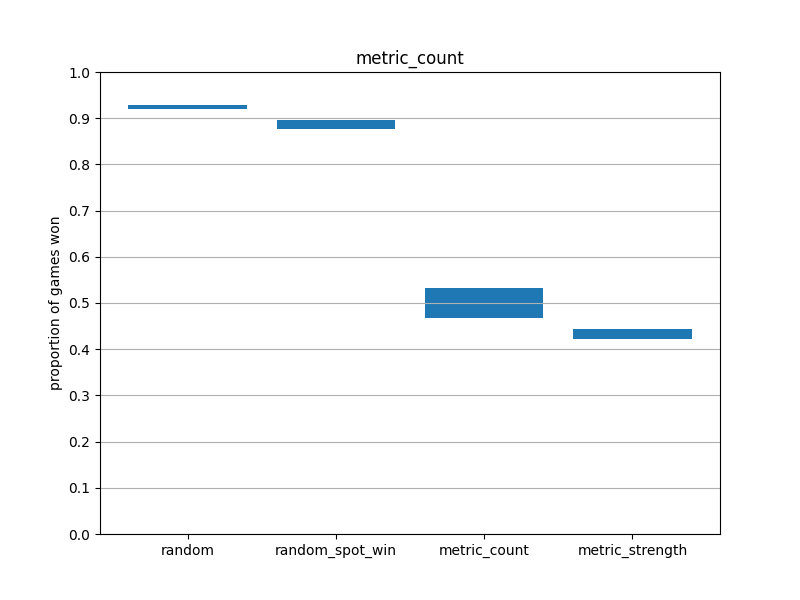 metric_count
1.0
0.9
0.8
0.7
0.6
0.5
0.4
0.3
0.2
0.1
0.0
proportion of games won
random
random_spot_win
metric_count
metric_strength